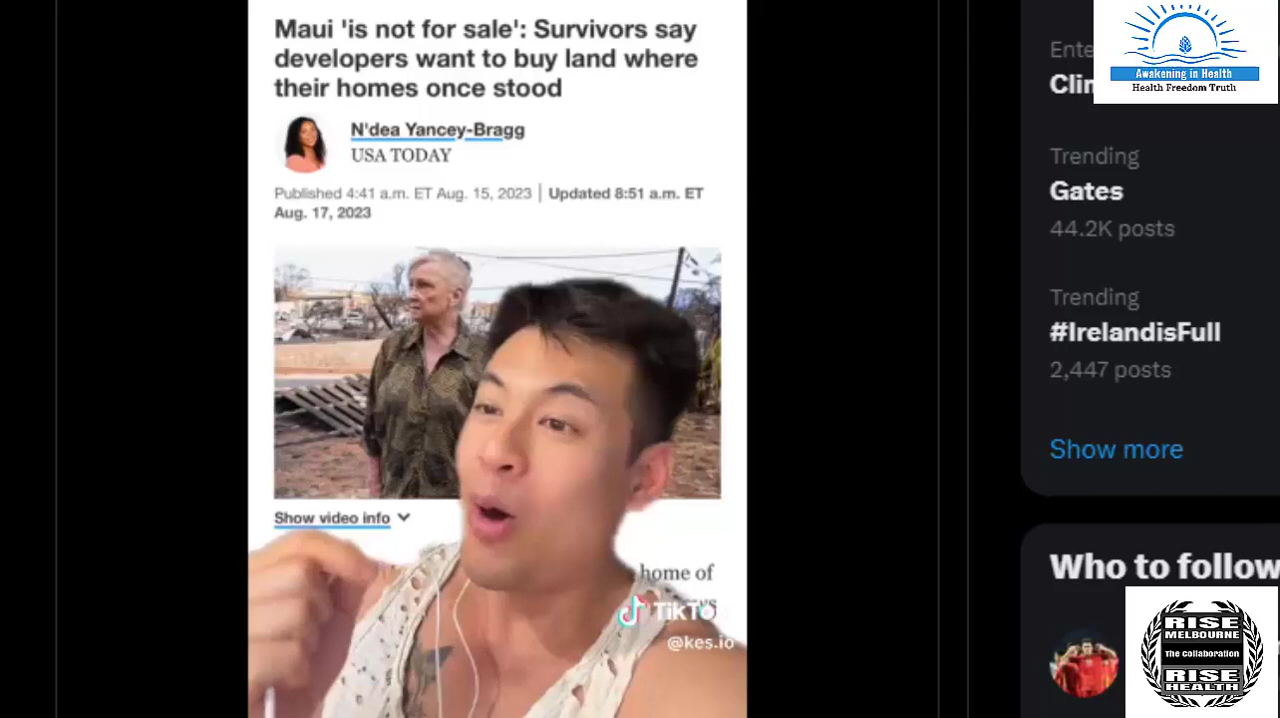 Maui 'is not for sale': Survivors say
developers want to buy land where
their homes once stood
N'dea Yancey-Bragg
USA TODAY
Published 4:41 a.m. ET Aug. 15, 2023 | Updated 8:51 a.m. ET
Aug. 17, 2023
Show video info
home of
TikTo
@kes.io
Awakening in Health
Health Freedom Truth
Ente
Clin
Trending
Gates
44.2K posts
Trending
#IrelandisFull
2,447 posts
Show more
Who to follow
RISE
MELBOURNE
The Collaboration
RISE
HEALTH